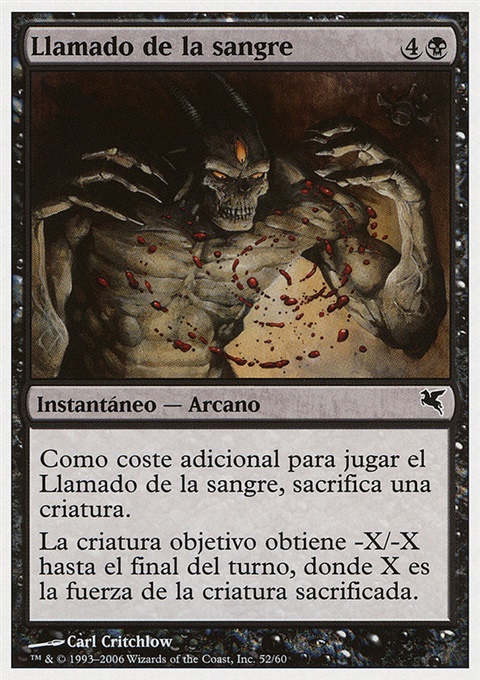 Llamado de la sangre 4
Instantáneo — Arcano
Como coste adicional para jugar el
Llamado de la sangre, sacrifica una
criatura.
La criatura objetivo obtiene -X/-X
hasta el final del turno, donde X es
la fuerza de la criatura sacrificada.
Carl Critchlow
™ & © 1993–2006 Wizards of the Coast, Inc. 52/60